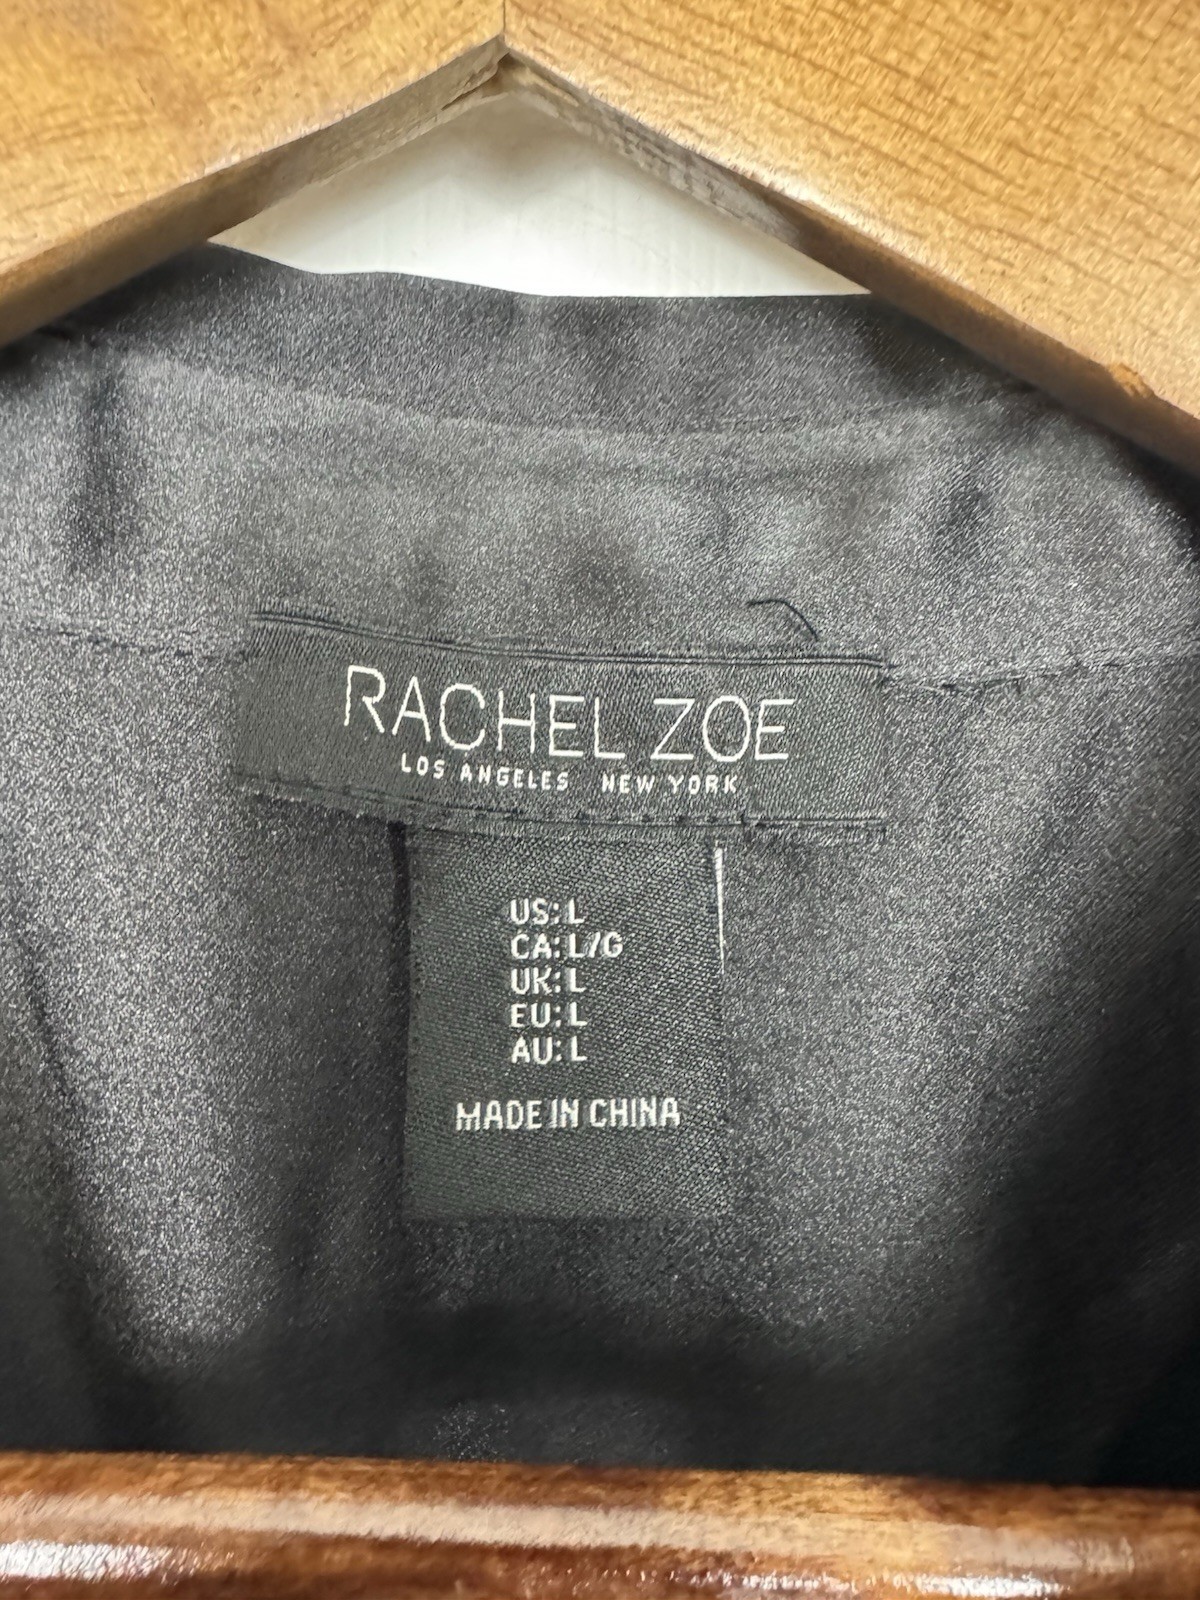 RACHEL ZOE
LOS ANGELES NEW YORK
US: L
CA: L/G
UK: L
EU: L
AU: L
MADE IN CHINA